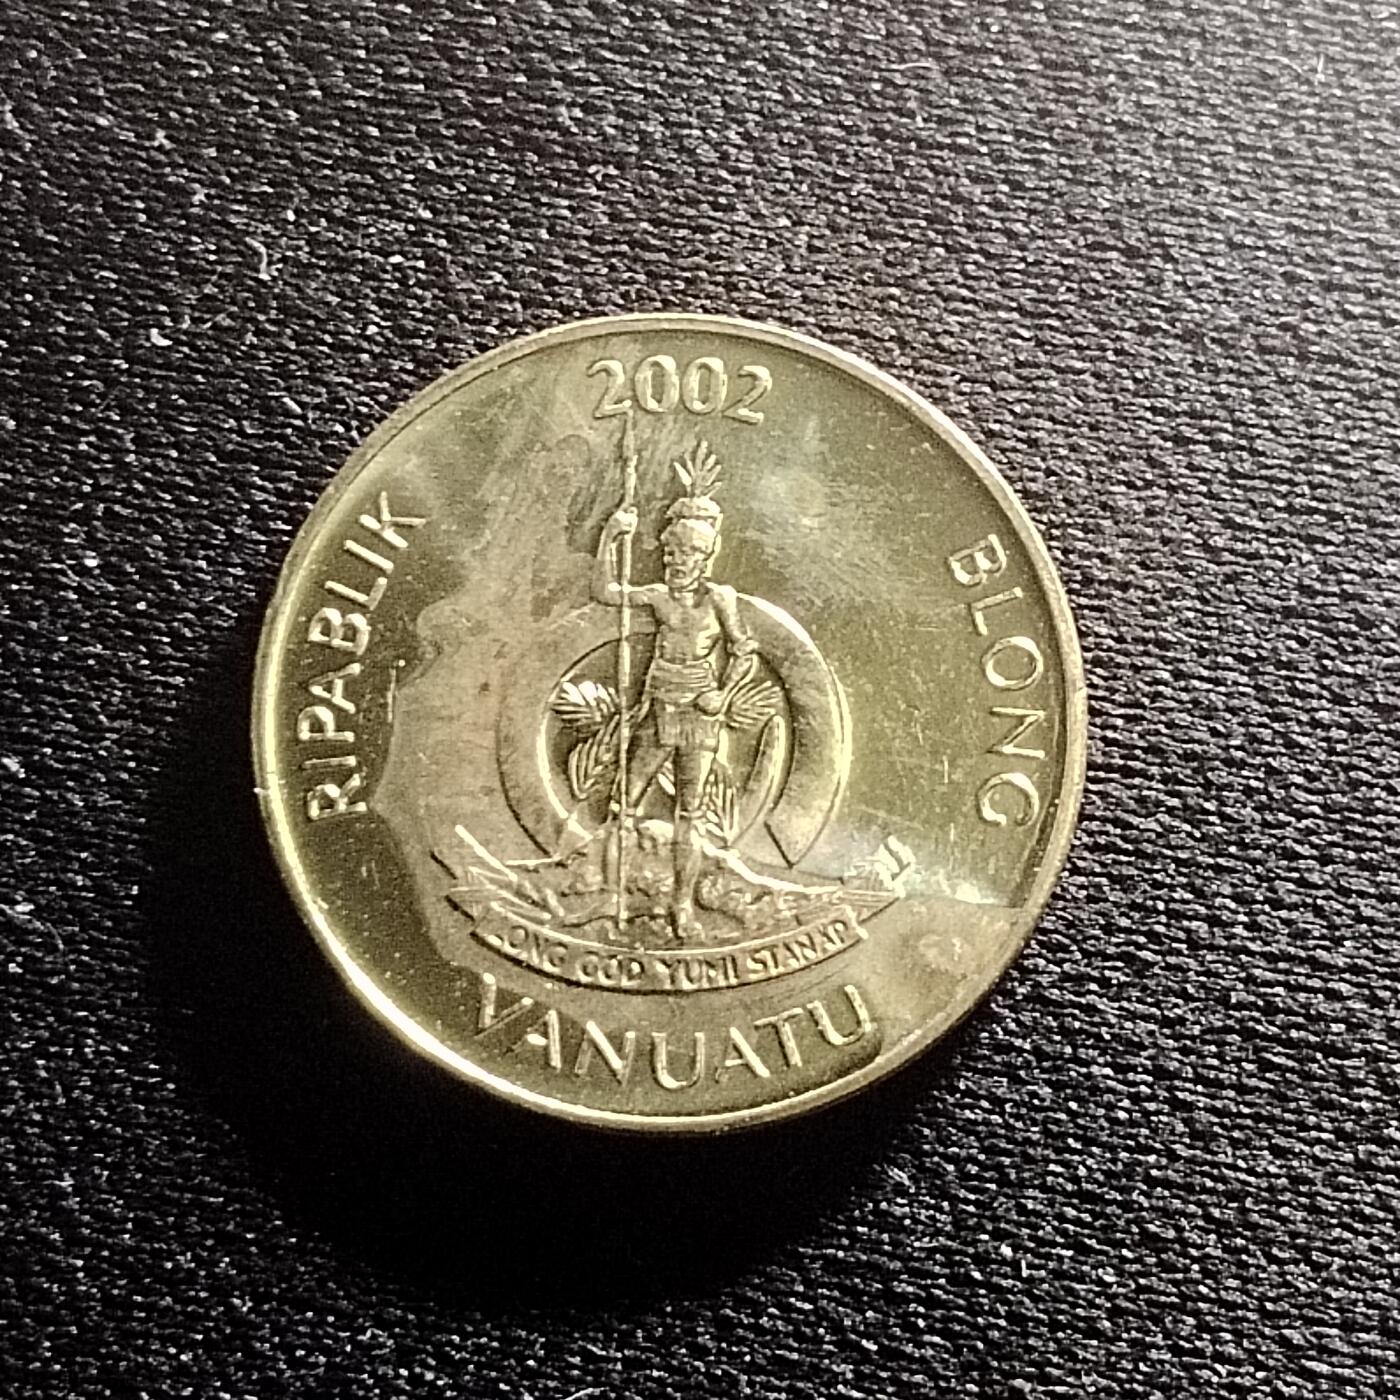 2002
RIPABLIK
BLONG
LONG GOD YUMI STANAP
VANUATU